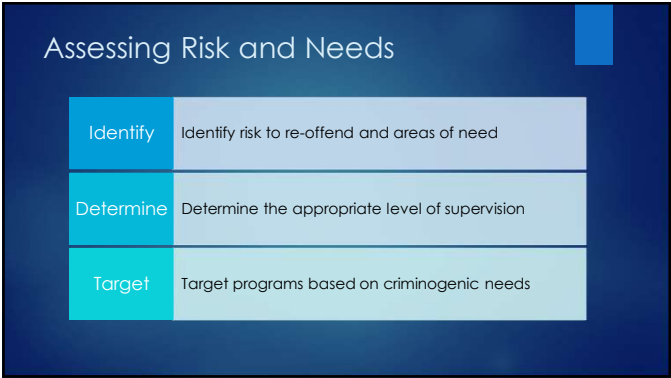 Assessing Risk and Needs
Identify
Identify risk to re-offend and areas of need
Determine
Determine the appropriate level of supervision
Target
Target programs based on criminogenic needs